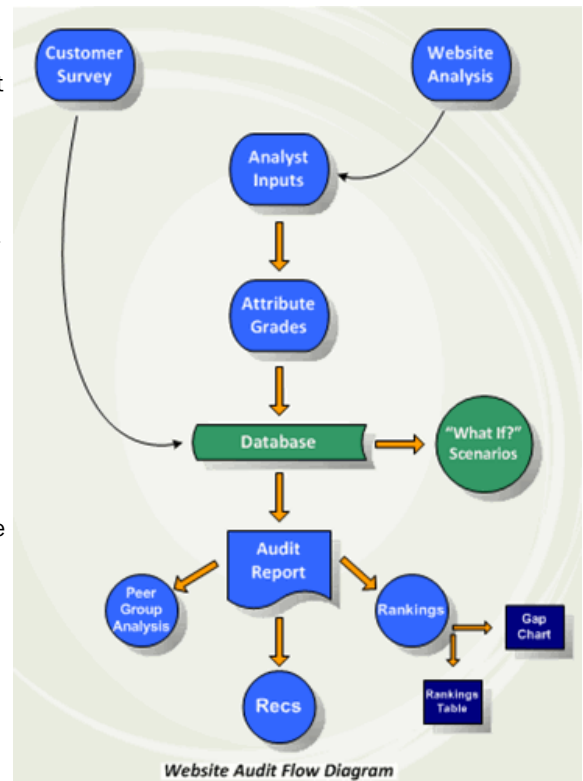 Customer
Survey
Website
Analysis
Analyst
Inputs
Attribute
Grades
Database
"What If?"
Scenarios
Audit
Report
Peer
Group
Analysis
Rankings
Gap
Chart
Rankings
Table
Recs
Website Audit Flow Diagram